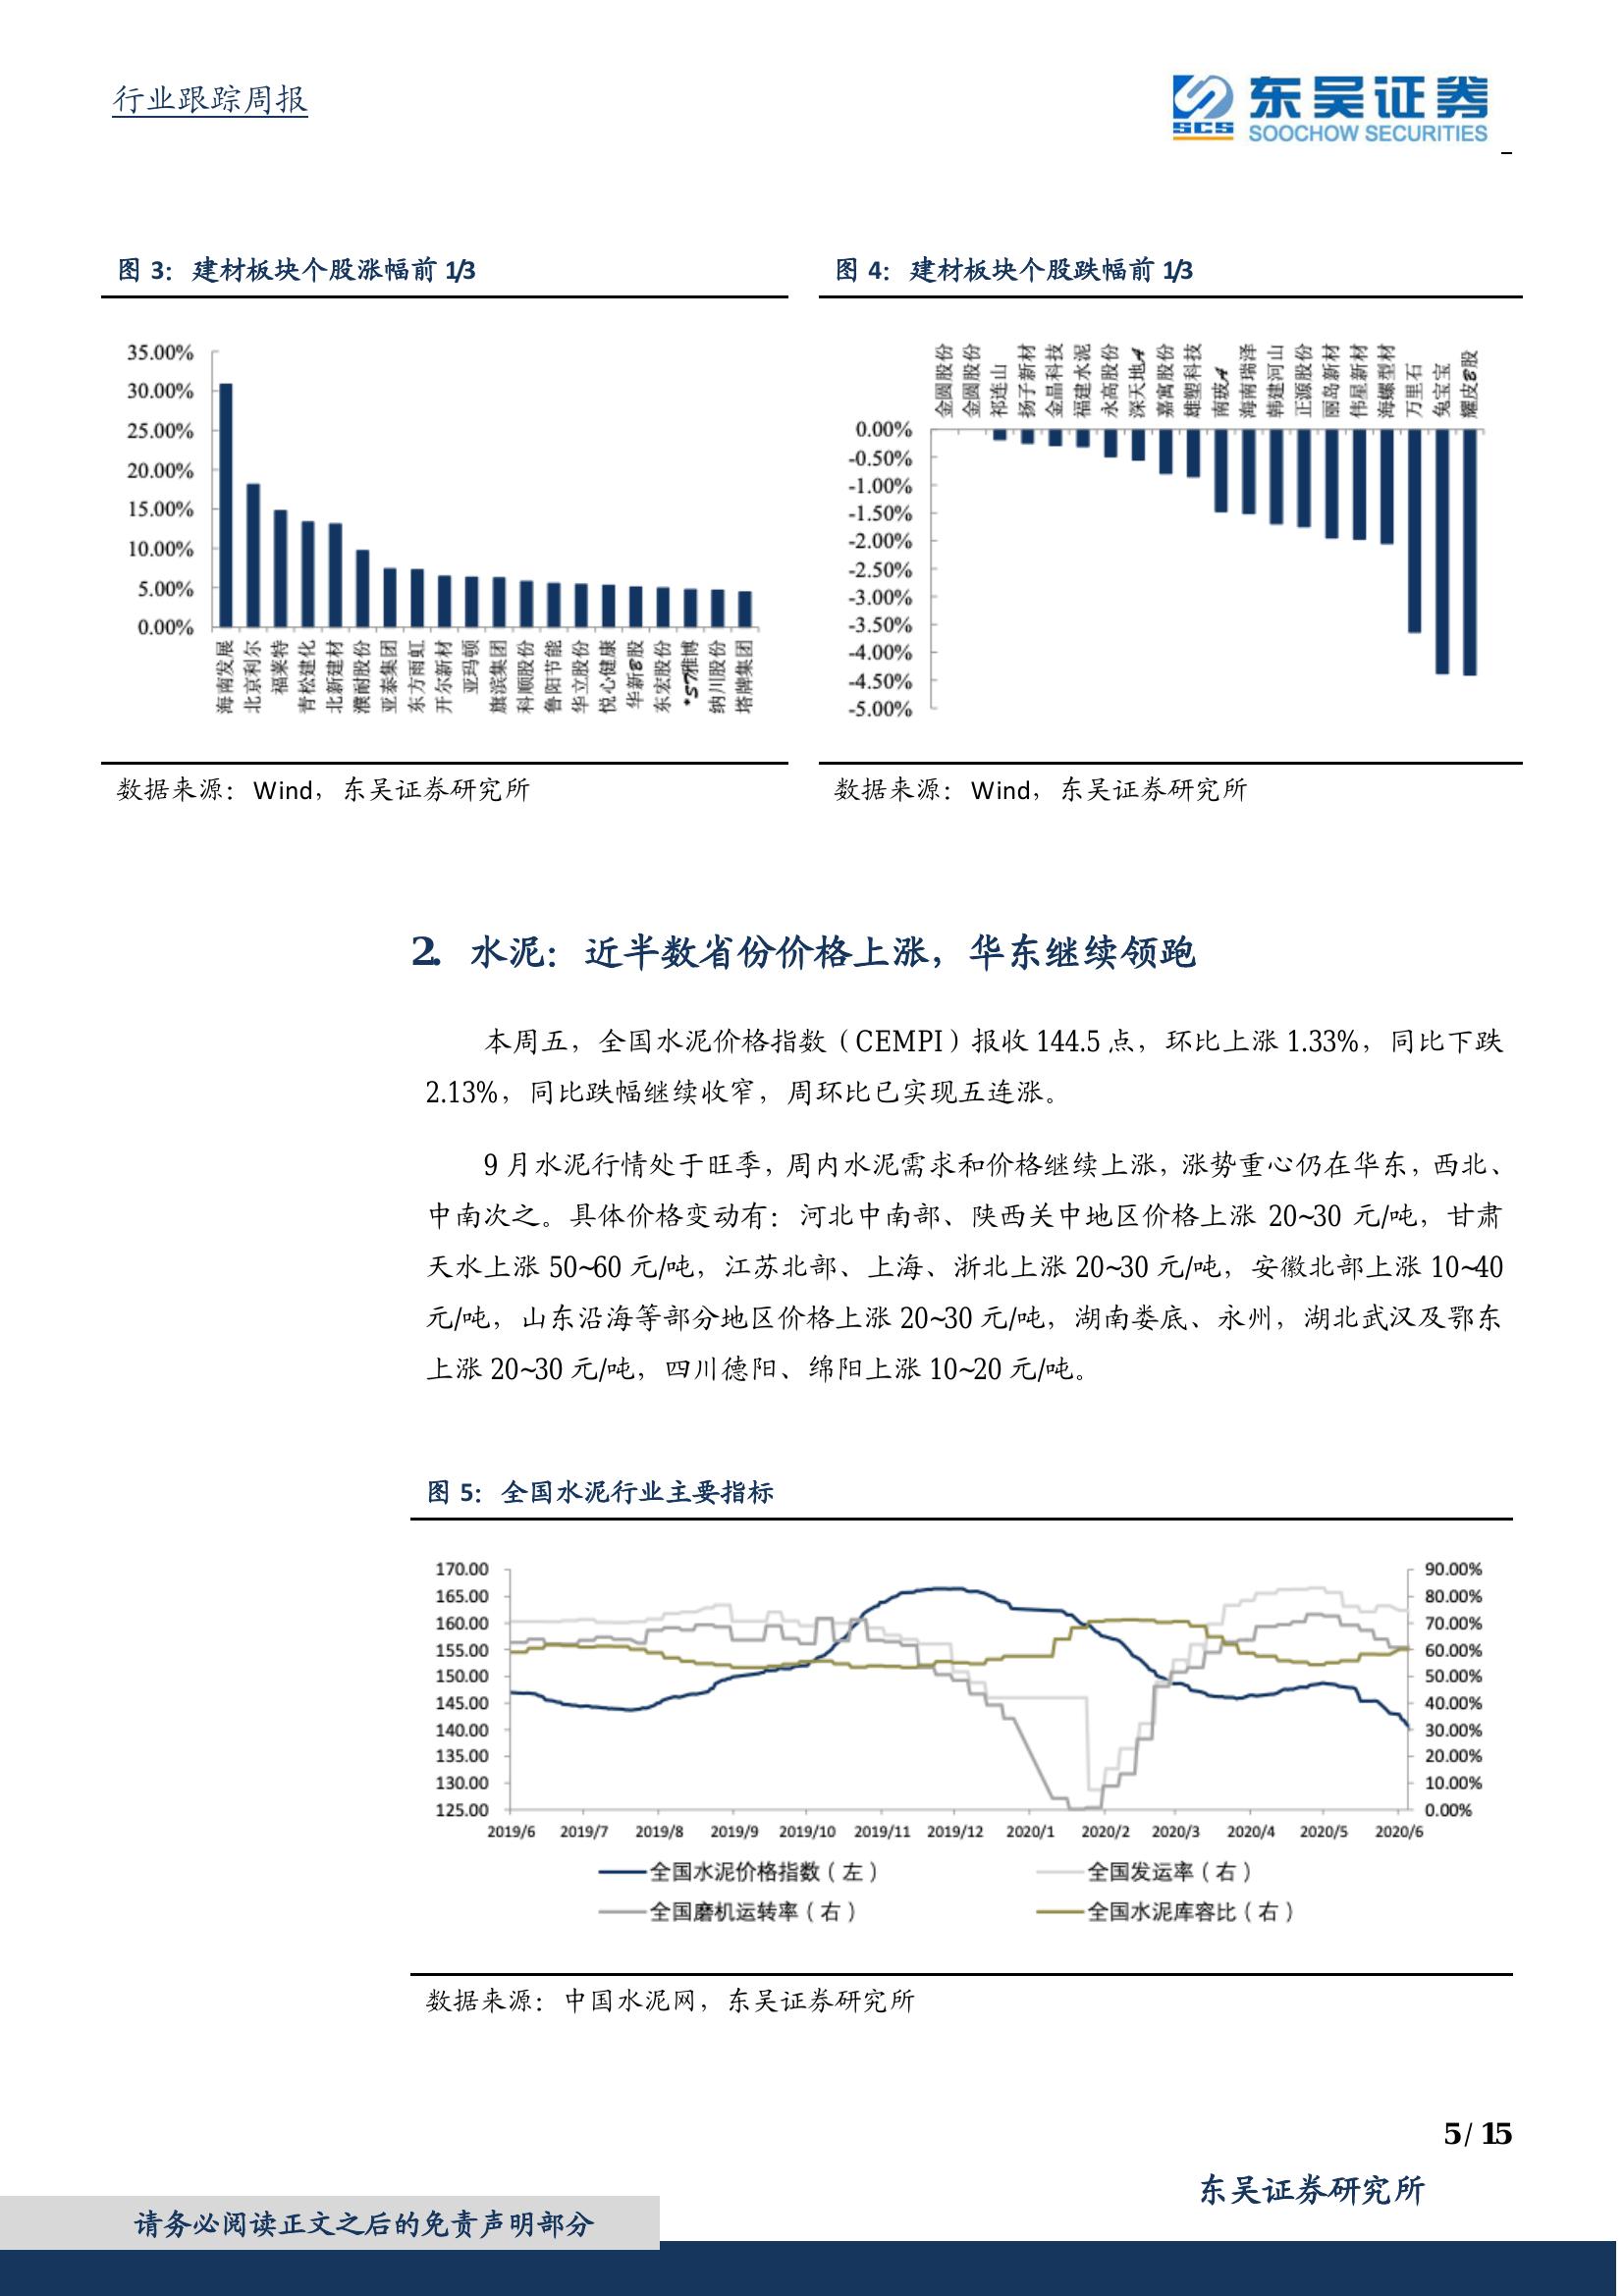 行业跟踪周报
SCS
东吴证券
SOOCHOW SECURITIES
图 3：建材板块个股涨幅前 1/3
35.00%
30.00%
25.00%
20.00%
15.00%
10.00%
5.00%
0.00%
海南发展
北京利尔
福莱特
青松建化
北新建材
濮耐股份
亚泰集团
东方雨虹
开尔新材
亚玛顿
旗滨集团
科顺股份
鲁阳节能
华立股份
悦心健康
华新B股
东宏股份
*ST雅博
纳川股份
塔牌集团
数据来源：Wind，东吴证券研究所
图 4：建材板块个股跌幅前 1/3
金圆股份
金圆股份
祁连山
扬子新材
金晶科技
福建水泥
永高股份
深天地A
嘉寓股份
雄塑科技
南玻A
海南瑞泽
韩建河山
正源股份
丽岛新材
伟星新材
海螺型材
万里石
兔宝宝
耀皮B股
0.00%
-0.50%
-1.00%
-1.50%
-2.00%
-2.50%
-3.00%
-3.50%
-4.00%
-4.50%
-5.00%
数据来源：Wind，东吴证券研究所
2. 水泥：近半数省份价格上涨，华东继续领跑
本周五，全国水泥价格指数（CEMPI）报收 144.5 点，环比上涨 1.33%，同比下跌
2.13%，同比跌幅继续收窄，周环比已实现五连涨。
9 月水泥行情处于旺季，周内水泥需求和价格继续上涨，涨势重心仍在华东，西北、
中南次之。具体价格变动有：河北中南部、陕西关中地区价格上涨 20~30 元/吨，甘肃
天水上涨 50~60 元/吨，江苏北部、上海、浙北上涨 20~30 元/吨，安徽北部上涨 10~40
元/吨，山东沿海等部分地区价格上涨 20~30 元/吨，湖南娄底、永州，湖北武汉及鄂东
上涨 20~30 元/吨，四川德阳、绵阳上涨 10~20 元/吨。
图 5：全国水泥行业主要指标
170.00
165.00
160.00
155.00
150.00
145.00
140.00
135.00
130.00
125.00
90.00%
80.00%
70.00%
60.00%
50.00%
40.00%
30.00%
20.00%
10.00%
0.00%
2019/6 2019/7 2019/8 2019/9 2019/10 2019/11 2019/12 2020/1 2020/2 2020/3 2020/4 2020/5 2020/6
全国水泥价格指数（左） 全国发运率（右）
全国磨机运转率（右） 全国水泥库容比（右）
数据来源：中国水泥网，东吴证券研究所
5 / 15
东吴证券研究所
请务必阅读正文之后的免责声明部分